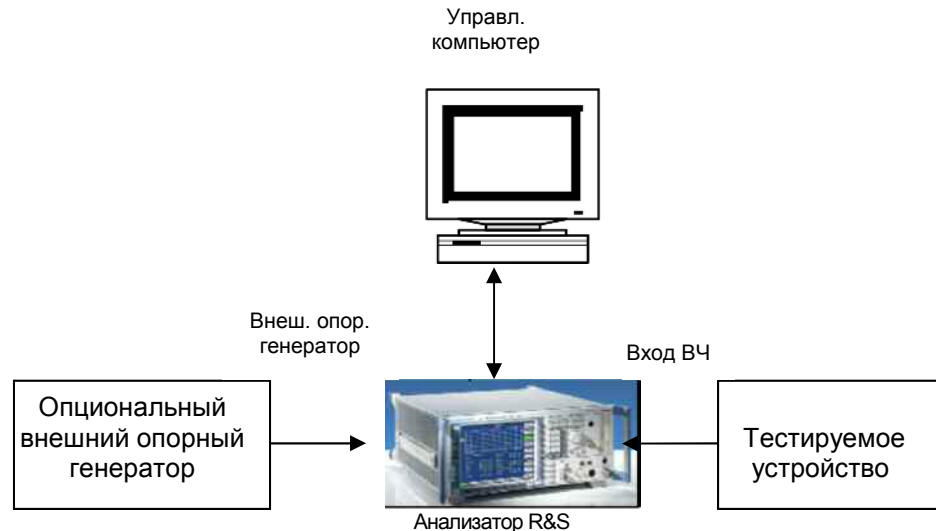 Управл.
компьютер
Внеш. опор.
генератор
Вход ВЧ
Опциональный
внешний опорный
генератор
Тестируемое
устройство
Анализатор R&S